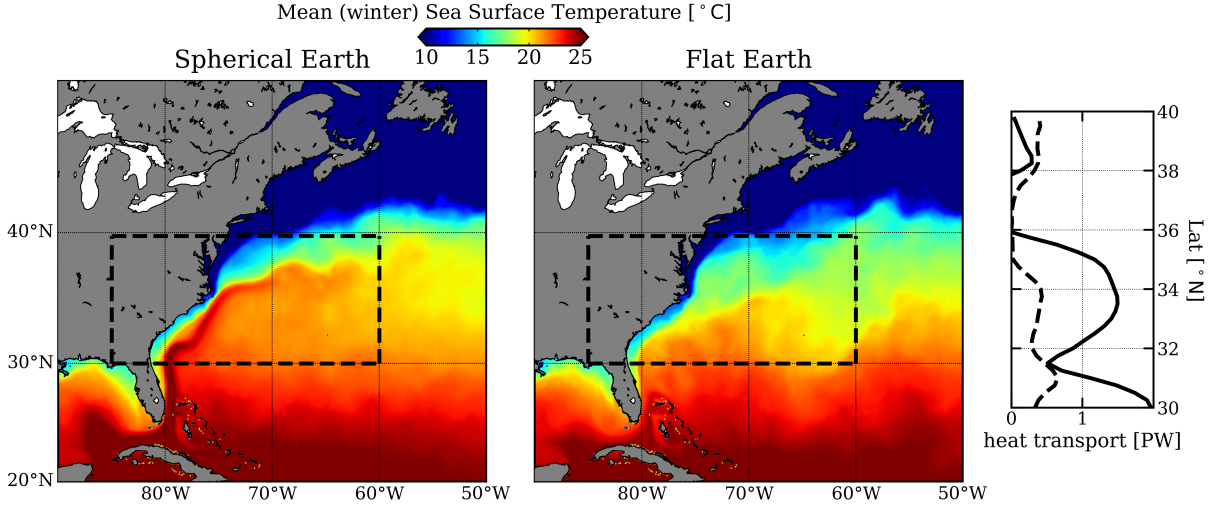 Mean (winter) Sea Surface Temperature [°C]
10 15 20 25
Spherical Earth Flat Earth
40°N
30°N
20°N
80°W 70°W 60°W 50°W
80°W 70°W 60°W 50°W
40
38
36
34
32
30
Lat [°N]
0 1
heat transport [PW]